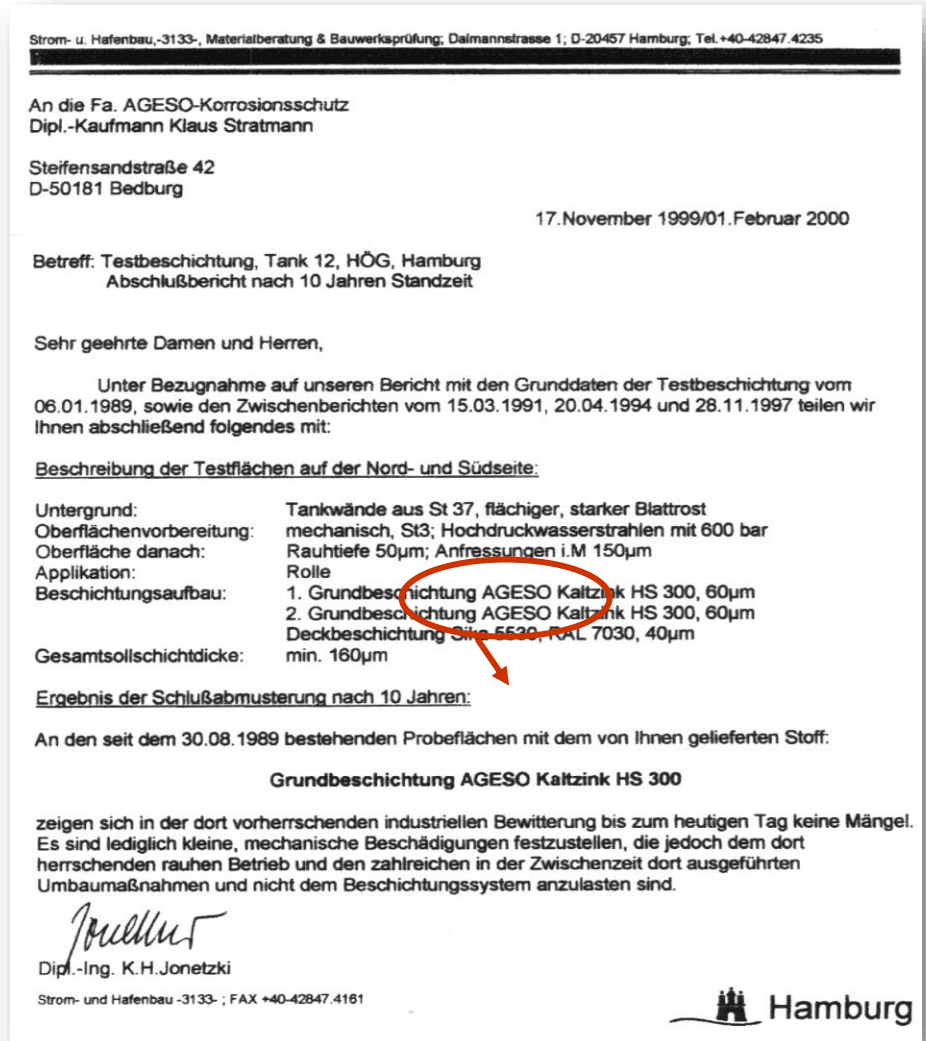 Strom- u. Hafenbau,-3133-, Materialberatung & Bauwerksprüfung; Dalmannstrasse 1; D-20457 Hamburg; Tel.+40-42847.4235
An die Fa. AGESO-Korrosionsschutz
Dipl.-Kaufmann Klaus Stratmann
Steifensandstraße 42
D-50181 Bedburg
17.November 1999/01.Februar 2000
Betreff: Testbeschichtung, Tank 12, HÖG, Hamburg
Abschlußbericht nach 10 Jahren Standzeit
Sehr geehrte Damen und Herren,
Unter Bezugnahme auf unseren Bericht mit den Grunddaten der Testbeschichtung vom
06.01.1989, sowie den Zwischenberichten vom 15.03.1991, 20.04.1994 und 28.11.1997 teilen wir
Ihnen abschließend folgendes mit:
Beschreibung der Testflächen auf der Nord- und Südseite:
Untergrund: Tankwände aus St 37, flächiger, starker Blattrost
Oberflächenvorbereitung: mechanisch, St3; Hochdruckwasserstrahlen mit 600 bar
Oberfläche danach: Rauhtiefe 50µm; Anfressungen i.M 150µm
Applikation: Rolle
Beschichtungsaufbau: 1. Grundbeschichtung AGESO Kaltzink HS 300, 60µm
2. Grundbeschichtung AGESO Kaltzink HS 300, 60µm
Deckbeschichtung Sika 5530, RAL 7030, 40µm
Gesamtsollschichtdicke: min. 160µm
Ergebnis der Schlußabmusterung nach 10 Jahren:
An den seit dem 30.08.1989 bestehenden Probeflächen mit dem von Ihnen gelieferten Stoff:
Grundbeschichtung AGESO Kaltzink HS 300
zeigen sich in der dort vorherrschenden industriellen Bewitterung bis zum heutigen Tag keine Mängel.
Es sind lediglich kleine, mechanische Beschädigungen festzustellen, die jedoch dem dort
herrschenden rauhen Betrieb und den zahlreichen in der Zwischenzeit dort ausgeführten
Umbaumaßnahmen und nicht dem Beschichtungssystem anzulasten sind.
Dipl.-Ing. K.H.Jonetzki
Strom- und Hafenbau -3133- ; FAX +40-42847.4161
Hamburg